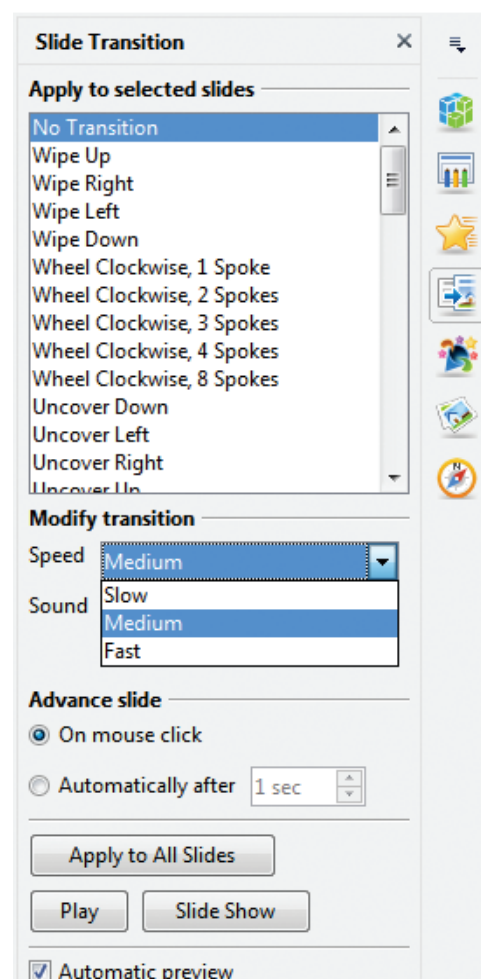 Slide Transition
Apply to selected slides
No Transition
Wipe Up
Wipe Right
Wipe Left
Wipe Down
Wheel Clockwise, 1 Spoke
Wheel Clockwise, 2 Spokes
Wheel Clockwise, 3 Spokes
Wheel Clockwise, 4 Spokes
Wheel Clockwise, 8 Spokes
Uncover Down
Uncover Left
Uncover Right
Uncover Up
Modify transition
Speed Medium
Slow
Sound Medium
Fast
Advance slide
On mouse click
Automatically after 1 sec
Apply to All Slides
Play Slide Show
Automatic preview
N